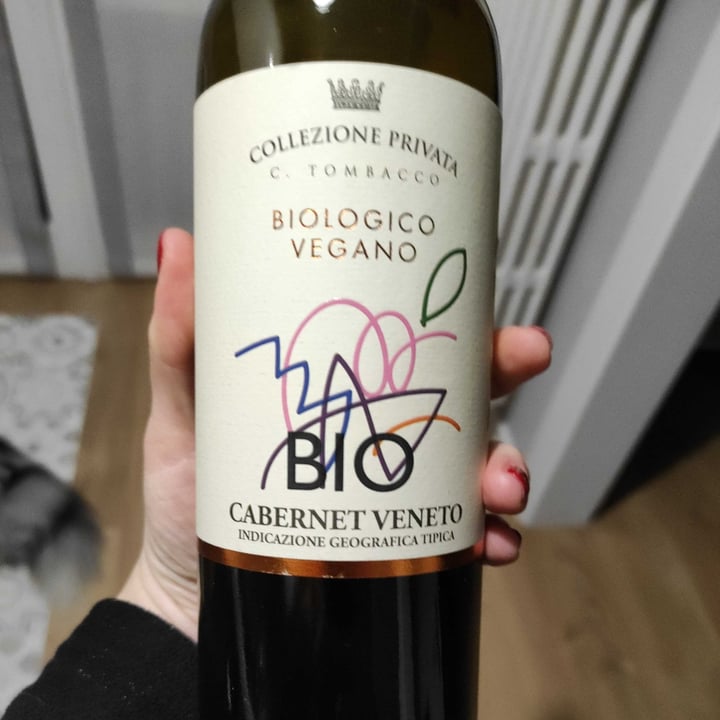 COLLEZIONE PRIVATA
C. TOMBACCO
BIOLOGICO
VEGANO
BIO
CABERNET VENETO
INDICAZIONE GEOGRAFICA TIPICA